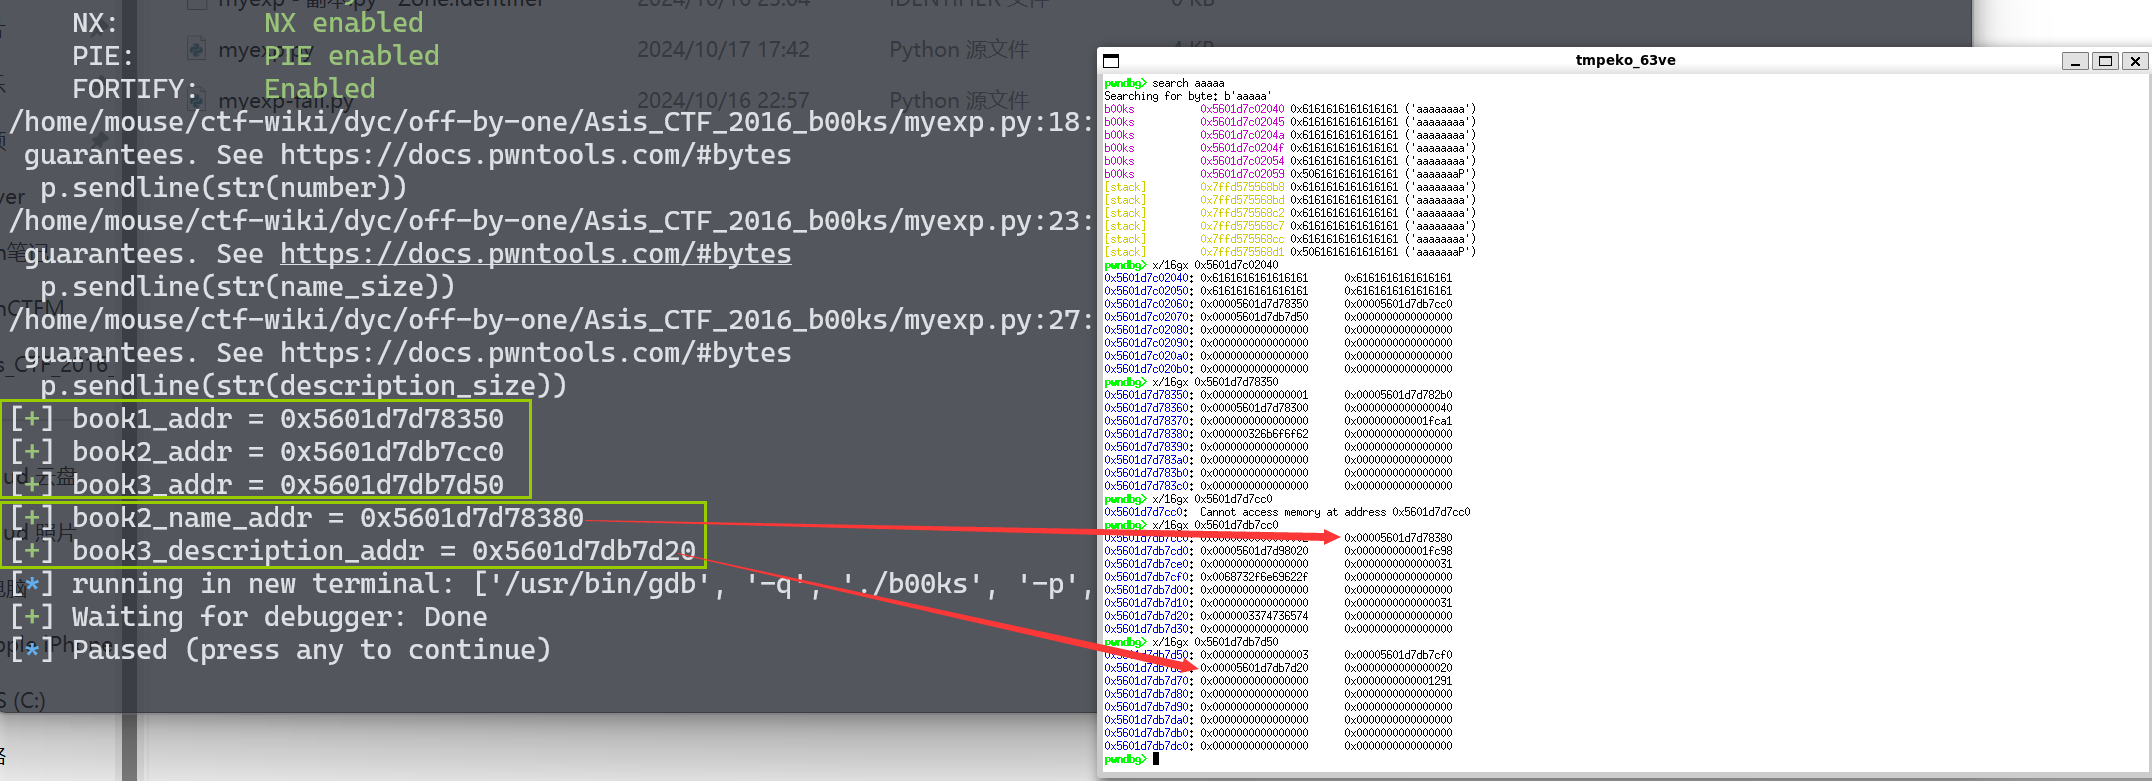 myexp - 副本.py Zone.Identifier 2024/10/16 23:04 IDENTIFIER 文件 0 KB
NX: NX enabled
myexp.py 2024/10/17 17:42 Python 源文件 4 KB
PIE: PIE enabled
FORTIFY: Enabled
myexp-fail.py 2024/10/16 22:57 Python 源文件
/home/mouse/ctf-wiki/dyc/off-by-one/Asis_CTF_2016_b00ks/myexp.py:18:
guarantees. See https://docs.pwntools.com/#bytes
p.sendline(str(number))
/home/mouse/ctf-wiki/dyc/off-by-one/Asis_CTF_2016_b00ks/myexp.py:23:
guarantees. See https://docs.pwntools.com/#bytes
p.sendline(str(name_size))
/home/mouse/ctf-wiki/dyc/off-by-one/Asis_CTF_2016_b00ks/myexp.py:27:
guarantees. See https://docs.pwntools.com/#bytes
p.sendline(str(description_size))
[+] book1_addr = 0x5601d7d78350
[+] book2_addr = 0x5601d7db7cc0
[+] book3_addr = 0x5601d7db7d50
[+] book2_name_addr = 0x5601d7d78380
[+] book3_description_addr = 0x5601d7db7d20
[*] running in new terminal: ['/usr/bin/gdb', '-q', './b00ks', '-p',
[+] Waiting for debugger: Done
[*] Paused (press any to continue)
(C:)
tmpeko_63ve
pwndbg> search aaaaa
Searching for byte: b'aaaaa'
b00ks 0x5601d7c02040 0x6161616161616161 ('aaaaaaaa')
b00ks 0x5601d7c02045 0x6161616161616161 ('aaaaaaaa')
b00ks 0x5601d7c0204a 0x6161616161616161 ('aaaaaaaa')
b00ks 0x5601d7c0204f 0x6161616161616161 ('aaaaaaaa')
b00ks 0x5601d7c02054 0x6161616161616161 ('aaaaaaaa')
b00ks 0x5601d7c02059 0x5061616161616161 ('aaaaaaaP')
[stack] 0x7ffd575568b8 0x6161616161616161 ('aaaaaaaa')
[stack] 0x7ffd575568bd 0x6161616161616161 ('aaaaaaaa')
[stack] 0x7ffd575568c2 0x6161616161616161 ('aaaaaaaa')
[stack] 0x7ffd575568c7 0x6161616161616161 ('aaaaaaaa')
[stack] 0x7ffd575568cc 0x6161616161616161 ('aaaaaaaa')
[stack] 0x7ffd575568d1 0x5061616161616161 ('aaaaaaaP')
pwndbg> x/16gx 0x5601d7c02040
0x5601d7c02040: 0x6161616161616161 0x6161616161616161
0x5601d7c02050: 0x6161616161616161 0x6161616161616161
0x5601d7c02060: 0x00005601d7d78350 0x00005601d7db7cc0
0x5601d7c02070: 0x00005601d7db7d50 0x0000000000000000
0x5601d7c02080: 0x0000000000000000 0x0000000000000000
0x5601d7c02090: 0x0000000000000000 0x0000000000000000
0x5601d7c020a0: 0x0000000000000000 0x0000000000000000
0x5601d7c020b0: 0x0000000000000000 0x0000000000000000
pwndbg> x/16gx 0x5601d7d78350
0x5601d7d78350: 0x0000000000000001 0x00005601d7d782b0
0x5601d7d78360: 0x00005601d7d78300 0x0000000000000040
0x5601d7d78370: 0x0000000000000000 0x000000000001fca1
0x5601d7d78380: 0x000000326b6f6f62 0x0000000000000000
0x5601d7d78390: 0x0000000000000000 0x0000000000000000
0x5601d7d783a0: 0x0000000000000000 0x0000000000000000
0x5601d7d783b0: 0x0000000000000000 0x0000000000000000
0x5601d7d783c0: 0x0000000000000000 0x0000000000000000
pwndbg> x/16gx 0x5601d7d7cc0
0x5601d7d7cc0: Cannot access memory at address 0x5601d7d7cc0
pwndbg> x/16gx 0x5601d7db7cc0
0x00005601d7d78380
0x5601d7db7cd0: 0x00005601d7d98020 0x000000000001fc98
0x5601d7db7ce0: 0x0000000000000000 0x0000000000000031
0x5601d7db7cf0: 0x0068732f6e69622f 0x0000000000000000
0x5601d7db7d00: 0x0000000000000000 0x0000000000000000
0x5601d7db7d10: 0x0000000000000000 0x0000000000000031
0x5601d7db7d20: 0x0000003374736574 0x0000000000000000
0x5601d7db7d30: 0x0000000000000000 0x0000000000000000
pwndbg> x/16gx 0x5601d7db7d50
0x5601d7db7d50: 0x0000000000000003 0x00005601d7db7cf0
0x00005601d7db7d20 0x0000000000000020
0x5601d7db7d70: 0x0000000000000000 0x0000000000001291
0x5601d7db7d80: 0x0000000000000000 0x0000000000000000
0x5601d7db7d90: 0x0000000000000000 0x0000000000000000
0x5601d7db7da0: 0x0000000000000000 0x0000000000000000
0x5601d7db7db0: 0x0000000000000000 0x0000000000000000
0x5601d7db7dc0: 0x0000000000000000 0x0000000000000000
pwndbg>